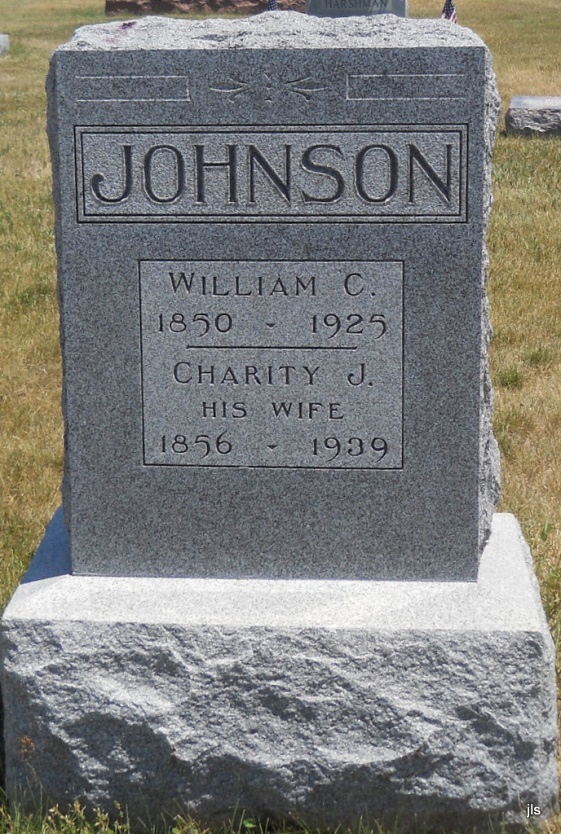 HARSHMAN
JOHNSON
WILLIAM C.
1850 - 1925
CHARITY J.
HIS WIFE
1856 - 1939
jls